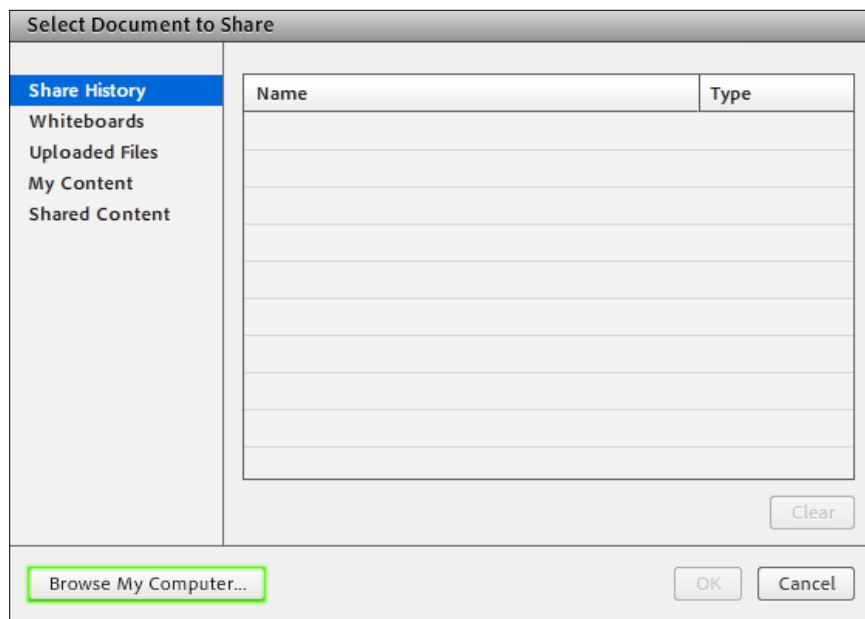 Select Document to Share
Share History
Whiteboards
Uploaded Files
My Content
Shared Content
Name Type
Clear
Browse My Computer... OK Cancel